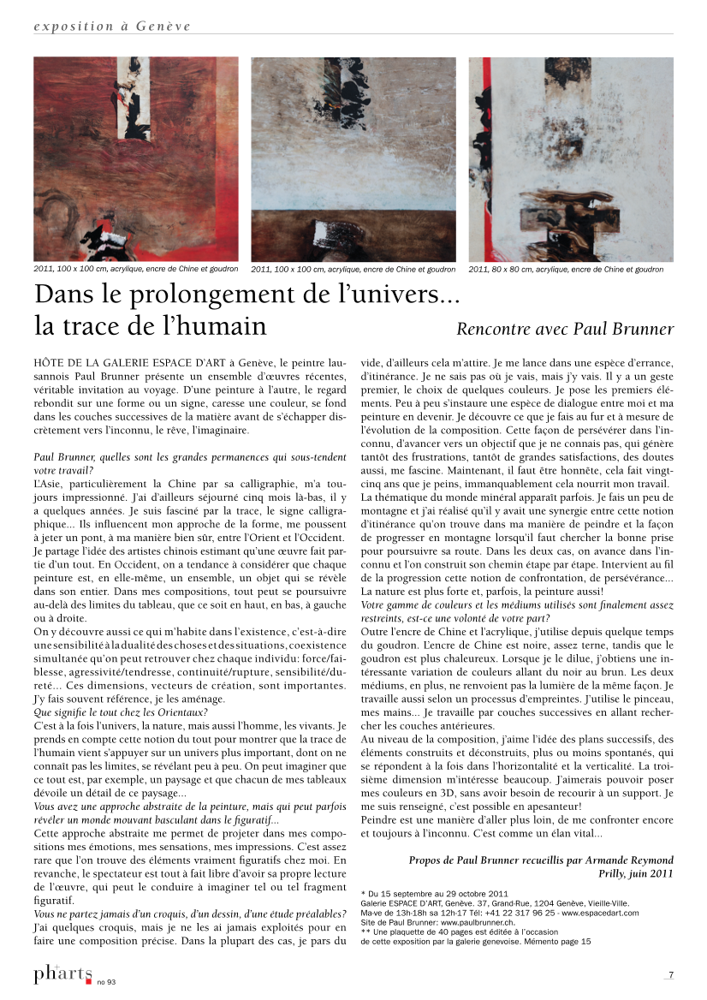 exposition à Genève
2011, 100 x 100 cm, acrylique, encre de Chine et goudron
2011, 100 x 100 cm, acrylique, encre de Chine et goudron
2011, 80 x 80 cm, acrylique, encre de Chine et goudron
Dans le prolongement de l'univers...
la trace de l'humain
Rencontre avec Paul Brunner
HÔTE DE LA GALERIE ESPACE D'ART à Genève, le peintre lau-
sannois Paul Brunner présente un ensemble d'œuvres récentes,
véritable invitation au voyage. D'une peinture à l'autre, le regard
rebondit sur une forme ou un signe, caresse une couleur, se fond
dans les couches successives de la matière avant de s'échapper dis-
crètement vers l'inconnu, le rêve, l'imaginaire.
Paul Brunner, quelles sont les grandes permanences qui sous-tendent
votre travail?
L'Asie, particulièrement la Chine par sa calligraphie, m'a tou-
jours impressionné. J'ai d'ailleurs séjourné cinq mois là-bas, il y
a quelques années. Je suis fasciné par la trace, le signe calligra-
phique... Ils influencent mon approche de la forme, me poussent
à jeter un pont, à ma manière bien sûr, entre l'Orient et l'Occident.
Je partage l'idée des artistes chinois estimant qu'une œuvre fait par-
tie d'un tout. En Occident, on a tendance à considérer que chaque
peinture est, en elle-même, un ensemble, un objet qui se révèle
dans son entier. Dans mes compositions, tout peut se poursuivre
au-delà des limites du tableau, que ce soit en haut, en bas, à gauche
ou à droite.
On y découvre aussi ce qui m'habite dans l'existence, c'est-à-dire
une sensibilité à la dualité des choses et des situations, coexistence
simultanée qu'on peut retrouver chez chaque individu: force/fai-
blesse, agressivité/tendresse, continuité/rupture, sensibilité/du-
reté... Ces dimensions, vecteurs de création, sont importantes.
J'y fais souvent référence, je les aménage.
Que signifie le tout chez les Orientaux?
C'est à la fois l'univers, la nature, mais aussi l'homme, les vivants. Je
prends en compte cette notion du tout pour montrer que la trace de
l'humain vient s'appuyer sur un univers plus important, dont on ne
connaît pas les limites, se révélant peu à peu. On peut imaginer que
ce tout est, par exemple, un paysage et que chacun de mes tableaux
dévoile un détail de ce paysage...
Vous avez une approche abstraite de la peinture, mais qui peut parfois
révéler un monde mouvant basculant dans le figuratif...
Cette approche abstraite me permet de projeter dans mes compo-
sitions mes émotions, mes sensations, mes impressions. C'est assez
rare que l'on trouve des éléments vraiment figuratifs chez moi. En
revanche, le spectateur est tout à fait libre d'avoir sa propre lecture
de l'œuvre, qui peut le conduire à imaginer tel ou tel fragment
figuratif.
Vous ne partez jamais d'un croquis, d'un dessin, d'une étude préalables?
J'ai quelques croquis, mais je ne les ai jamais exploités pour en
faire une composition précise. Dans la plupart des cas, je pars du
vide, d'ailleurs cela m'attire. Je me lance dans une espèce d'errance,
d'itinérance. Je ne sais pas où je vais, mais j'y vais. Il y a un geste
premier, le choix de quelques couleurs. Je pose les premiers élé-
ments. Peu à peu s'instaure une espèce de dialogue entre moi et ma
peinture en devenir. Je découvre ce que je fais au fur et à mesure de
l'évolution de la composition. Cette façon de persévérer dans l'in-
connu, d'avancer vers un objectif que je ne connais pas, qui génère
tantôt des frustrations, tantôt de grandes satisfactions, des doutes
aussi, me fascine. Maintenant, il faut être honnête, cela fait vingt-
cinq ans que je peins, immanquablement cela nourrit mon travail.
La thématique du monde minéral apparaît parfois. Je fais un peu de
montagne et j'ai réalisé qu'il y avait une synergie entre cette notion
d'itinérance qu'on trouve dans ma manière de peindre et la façon
de progresser en montagne lorsqu'il faut chercher la bonne prise
pour poursuivre sa route. Dans les deux cas, on avance dans l'in-
connu et l'on construit son chemin étape par étape. Intervient au fil
de la progression cette notion de confrontation, de persévérance...
La nature est plus forte et, parfois, la peinture aussi!
Votre gamme de couleurs et les médiums utilisés sont finalement assez
restreints, est-ce une volonté de votre part?
Outre l'encre de Chine et l'acrylique, j'utilise depuis quelque temps
du goudron. L'encre de Chine est noire, assez terne, tandis que le
goudron est plus chaleureux. Lorsque je le dilue, j'obtiens une in-
téressante variation de couleurs allant du noir au brun. Les deux
médiums, en plus, ne renvoient pas la lumière de la même façon. Je
travaille aussi selon un processus d'empreintes. J'utilise le pinceau,
mes mains... Je travaille par couches successives en allant recher-
cher les couches antérieures.
Au niveau de la composition, j'aime l'idée des plans successifs, des
éléments construits et déconstruits, plus ou moins spontanés, qui
se répondent à la fois dans l'horizontalité et la verticalité. La troi-
sième dimension m'intéresse beaucoup. J'aimerais pouvoir poser
mes couleurs en 3D, sans avoir besoin de recourir à un support. Je
me suis renseigné, c'est possible en apesanteur!
Peindre est une manière d'aller plus loin, de me confronter encore
et toujours à l'inconnu. C'est comme un élan vital...
Propos de Paul Brunner recueillis par Armande Reymond
Prilly, juin 2011
* Du 15 septembre au 29 octobre 2011
Galerie ESPACE D'ART, Genève. 37, Grand-Rue, 1204 Genève, Vieille-Ville.
Ma-ve de 13h-18h sa 12h-17 Tél: +41 22 317 96 25 - www.espacedart.com
Site de Paul Brunner: www.paulbrunner.ch.
** Une plaquette de 40 pages est éditée à l'occasion
de cette exposition par la galerie genevoise. Mémento page 15
ph+arts no 93
7